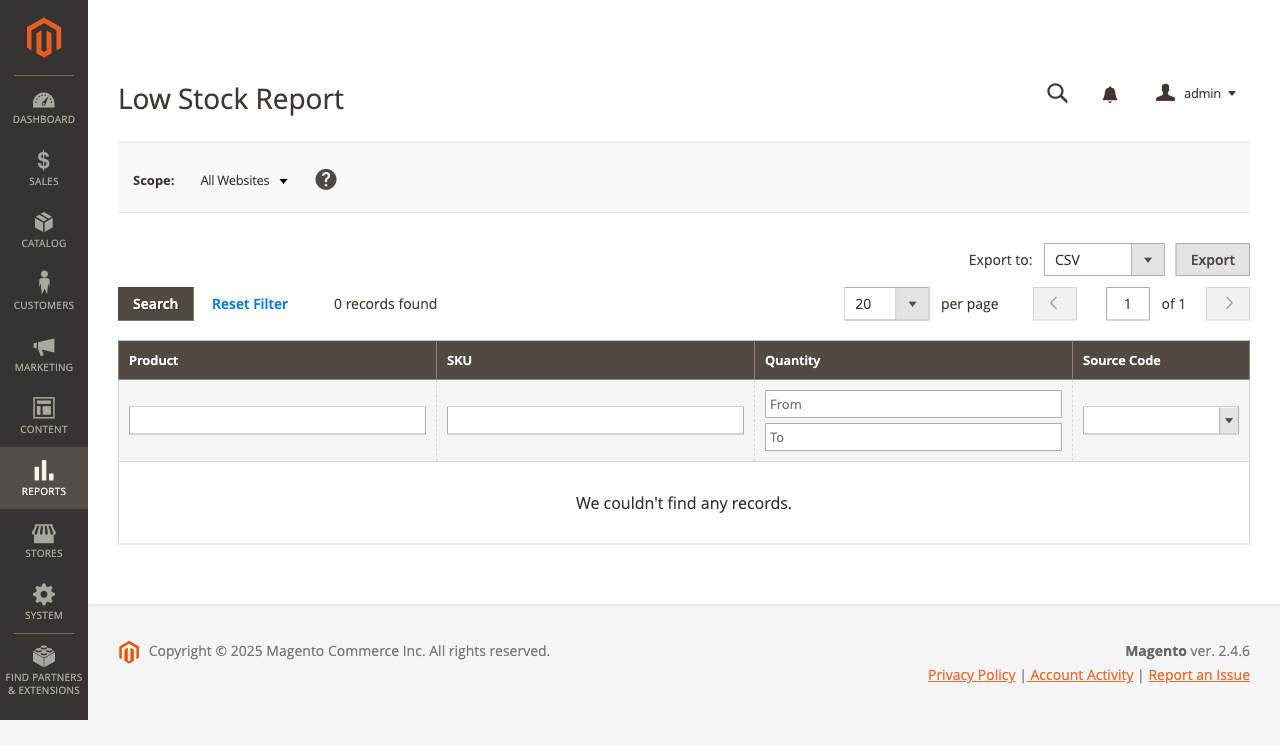 Low Stock Report
admin
DASHBOARD
SALES
CATALOG
CUSTOMERS
MARKETING
CONTENT
REPORTS
STORES
SYSTEM
FIND PARTNERS
& EXTENSIONS
Scope: All Websites ?
Export to: CSV Export
Search Reset Filter 0 records found 20 per page 1 of 1
Product SKU Quantity Source Code
From
To
We couldn't find any records.
Copyright © 2025 Magento Commerce Inc. All rights reserved.
Magento ver. 2.4.6
Privacy Policy | Account Activity | Report an Issue